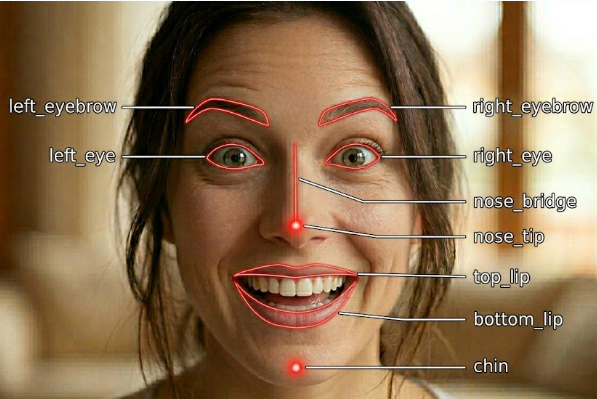 left_eyebrow
right_eyebrow
left_eye
right_eye
nose_bridge
nose_tip
top_lip
bottom_lip
chin